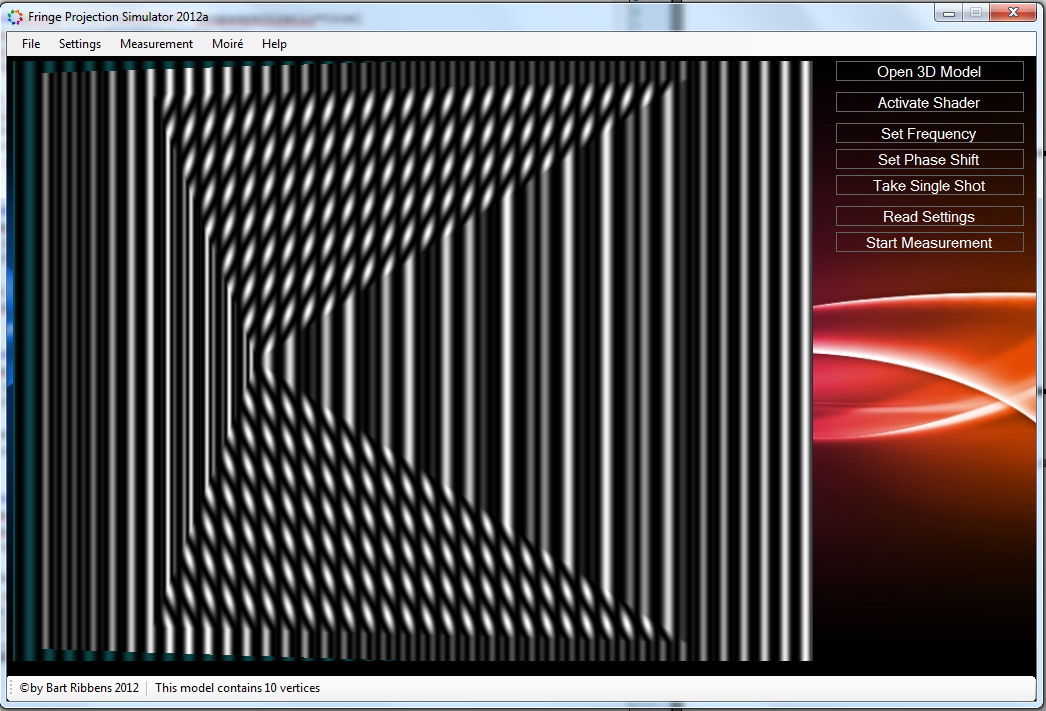 Fringe Projection Simulator 2012a
File Settings Measurement Moiré Help
Open 3D Model
Activate Shader
Set Frequency
Set Phase Shift
Take Single Shot
Read Settings
Start Measurement
©by Bart Ribbens 2012 This model contains 10 vertices